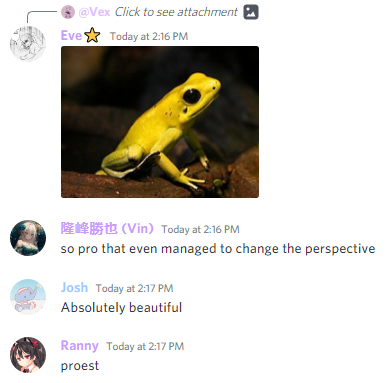 @Vex Click to see attachment
Eve⭐ Today at 2:16 PM
隆峰勝也 (Vin) Today at 2:16 PM
so pro that even managed to change the perspective
Josh Today at 2:17 PM
Absolutely beautiful
Ranny Today at 2:17 PM
proest